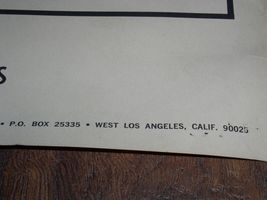 S
• P.O. BOX 25335 • WEST LOS ANGELES, CALIF. 90025